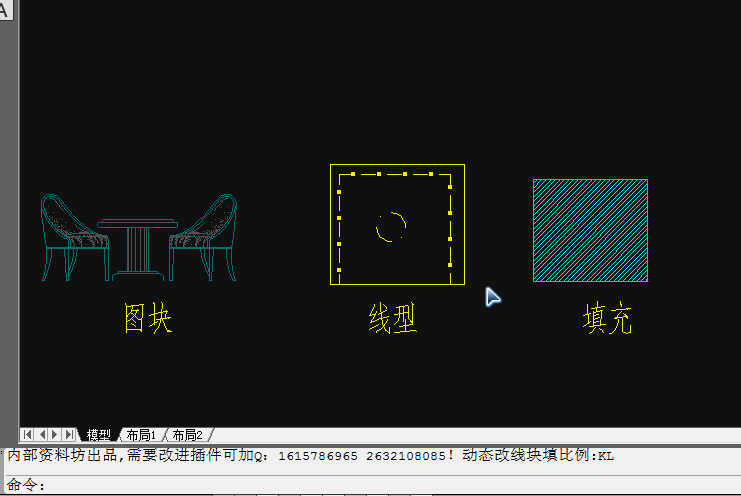 A
图块 线型 填充
模型 布局1 布局2
内部资料坊出品,需要改进插件可加Q: 1615786965 2632108085! 动态改线块填比例:KL
命令: